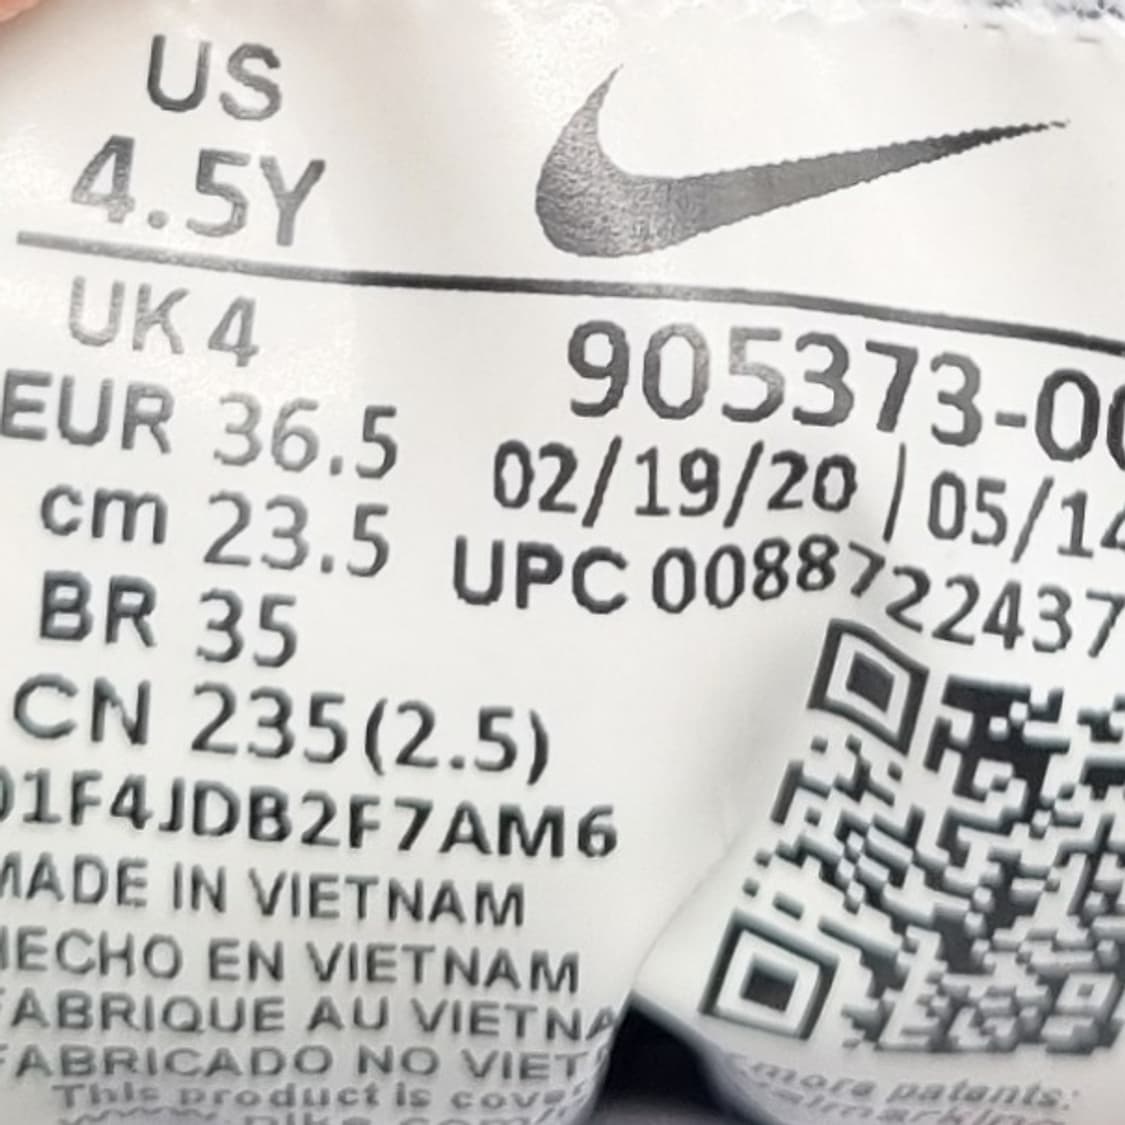 US
4.5Y
UK 4
EUR 36.5
cm 23.5
BR 35
CN 235(2.5)
905373-00
02/19/20 | 05/14
UPC 00887722437
01F4JDB2F7AM6
MADE IN VIETNAM
HECHO EN VIETNAM
FABRIQUE AU VIETNA
FABRICADO NO VIET
This product is cove
more patents: